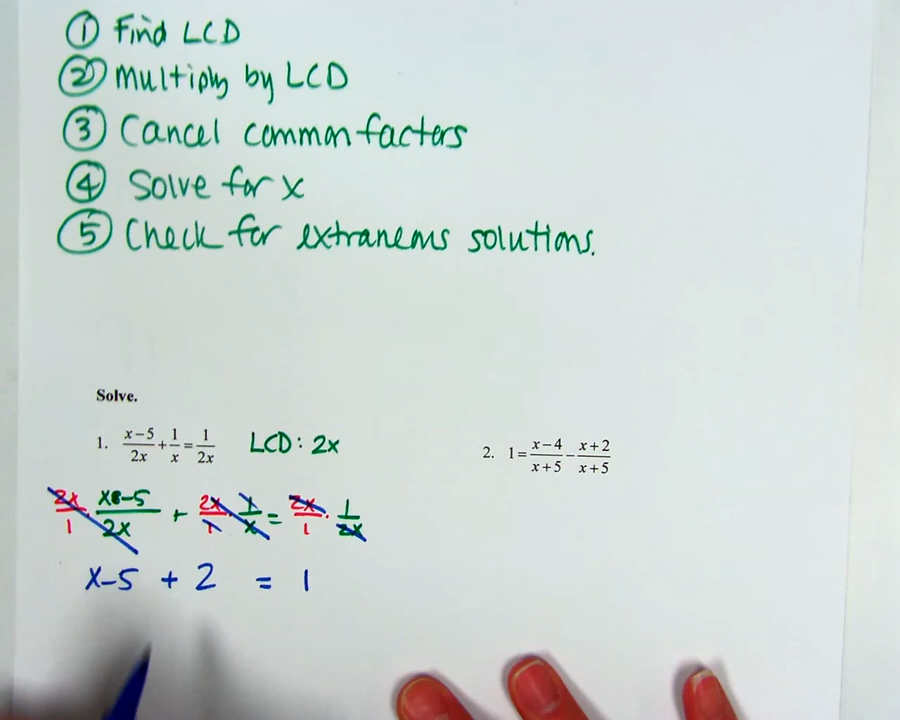 ① Find LCD
② Multiply by LCD
③ Cancel common factors
④ Solve for x
⑤ Check for extraneous solutions.
Solve.
1. (x-5)/(2x) + 1/x = 1/(2x) LCD: 2x
2. 1 = (x-4)/(x+5) - (x+2)/(x+5)
2x/1 · (x-5)/(2x) + 2x/1 · 1/x = 2x/1 · 1/(2x)
x-5 + 2 = 1